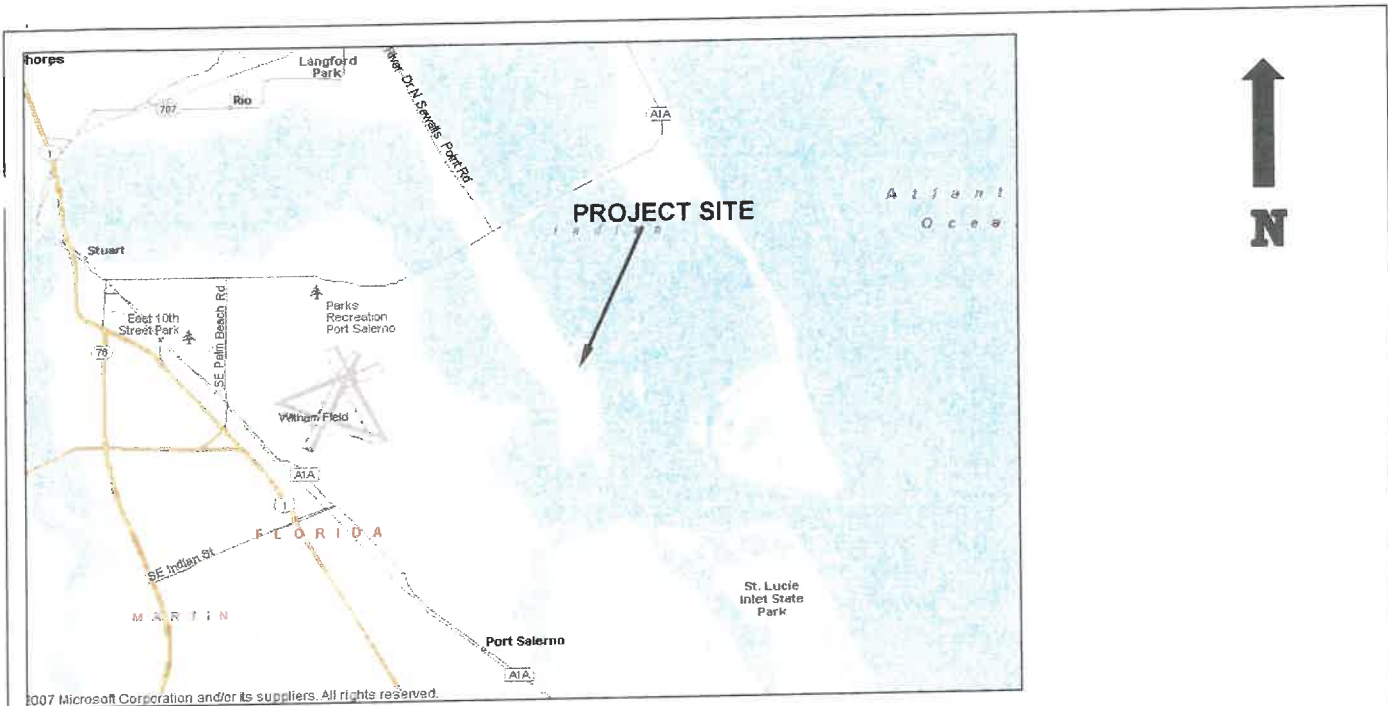 hores
Langford
Park
Rio
707
River Dr N Sewalls Point Rd
A1A
1
PROJECT SITE
Atlant
Ocea
Indian
N
Stuart
Parks
Recreation
Port Salerno
East 10th
Street Park
SE Palm Beach Rd
76
Witham Field
A1A
1
FLORIDA
SE Indian St
MARTIN
St. Lucie
Inlet State
Park
Port Salerno
A1A
2007 Microsoft Corporation and/or its suppliers. All rights reserved.